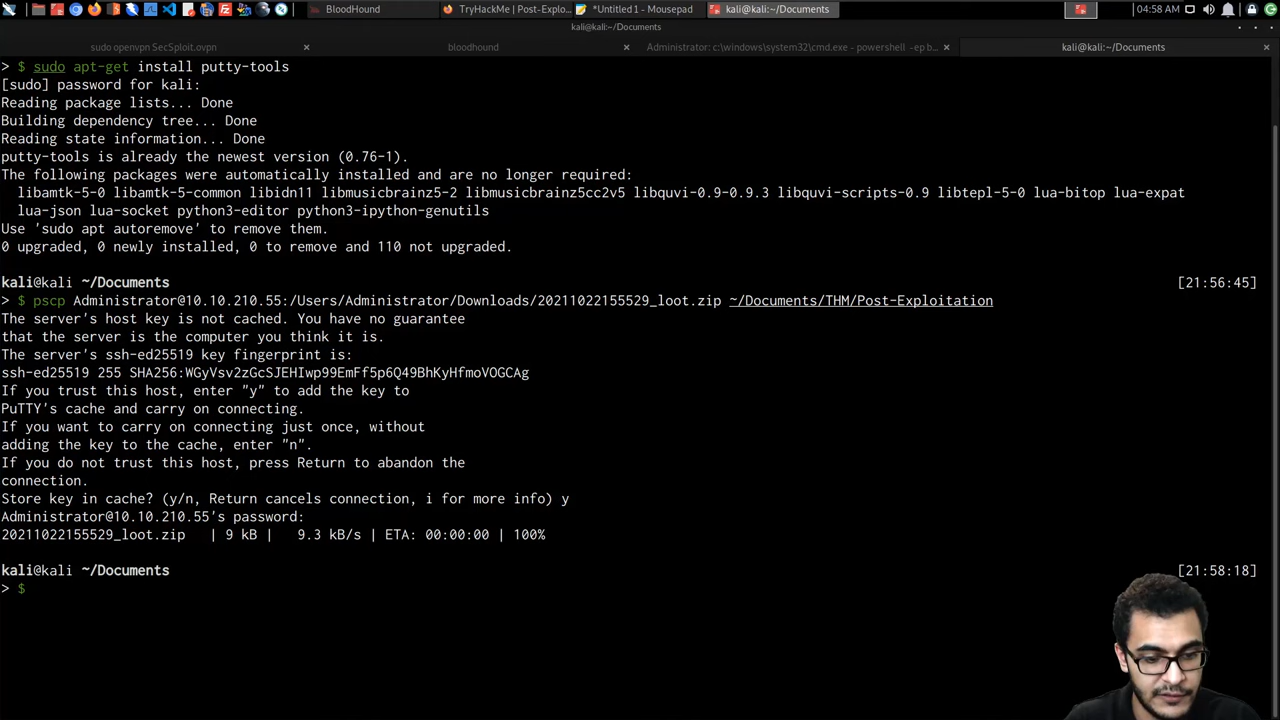 BloodHound
TryHackMe | Post-Explo...
*Untitled 1 - Mousepad
kali@kali:~/Documents
04:58 AM
kali@kali:~/Documents
sudo openvpn SecSploit.ovpn
bloodhound
Administrator: c:\windows\system32\cmd.exe - powershell -ep b...
kali@kali:~/Documents
> $ sudo apt-get install putty-tools
[sudo] password for kali:
Reading package lists... Done
Building dependency tree... Done
Reading state information... Done
putty-tools is already the newest version (0.76-1).
The following packages were automatically installed and are no longer required:
libamtk-5-0 libamtk-5-common libidn11 libmusicbrainz5-2 libmusicbrainz5cc2v5 libquvi-0.9-0.9.3 libquvi-scripts-0.9 libtepl-5-0 lua-bitop lua-expat
lua-json lua-socket python3-editor python3-ipython-genutils
Use 'sudo apt autoremove' to remove them.
0 upgraded, 0 newly installed, 0 to remove and 110 not upgraded.
kali@kali ~/Documents [21:56:45]
> $ pscp Administrator@10.10.210.55:/Users/Administrator/Downloads/20211022155529_loot.zip ~/Documents/THM/Post-Exploitation
The server's host key is not cached. You have no guarantee
that the server is the computer you think it is.
The server's ssh-ed25519 key fingerprint is:
ssh-ed25519 255 SHA256:WGyVsv2zGcSJEHIwp99EmFf5p6Q49BhKyHfmoVOGCAg
If you trust this host, enter "y" to add the key to
PuTTY's cache and carry on connecting.
If you want to carry on connecting just once, without
adding the key to the cache, enter "n".
If you do not trust this host, press Return to abandon the
connection.
Store key in cache? (y/n, Return cancels connection, i for more info) y
Administrator@10.10.210.55's password:
20211022155529_loot.zip | 9 kB | 9.3 kB/s | ETA: 00:00:00 | 100%
kali@kali ~/Documents [21:58:18]
> $